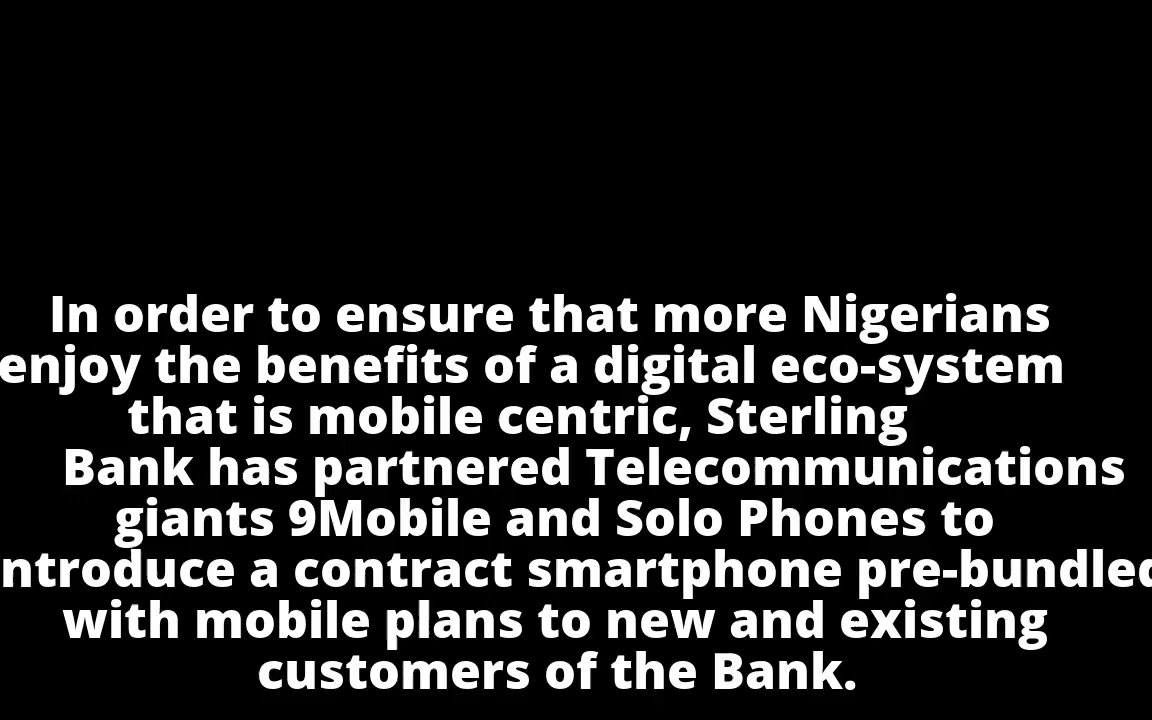 In order to ensure that more Nigerians
enjoy the benefits of a digital eco-system
that is mobile centric, Sterling
Bank has partnered Telecommunications
giants 9Mobile and Solo Phones to
ntroduce a contract smartphone pre-bundled
with mobile plans to new and existing
customers of the Bank.